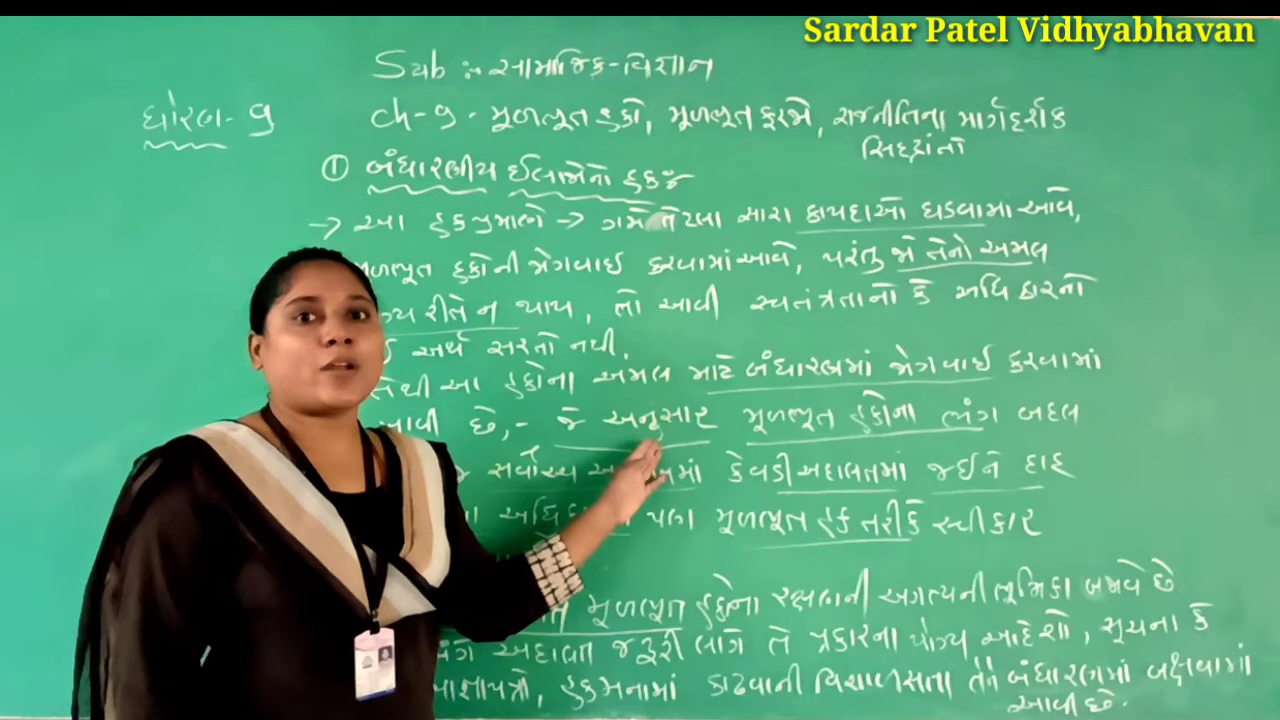 Sardar Patel Vidhyabhavan
Sub :- સામાજિક-વિજ્ઞાન
ધોરણ- 9
ch-9 - મૂળભૂત હકો, મૂળભૂત ફરજો, રાજનીતિના માર્ગદર્શક
સિદ્ધાંતો
① બંધારણીય ઈલાજોનો હક
→ આ હક પ્રમાણે → ગમે તેટલા સારા કાયદાઓ ઘડવામાં આવે,
મૂળભૂત હકોની જોગવાઈ કરવામાં આવે, પરંતુ જો તેનો અમલ
રીતે ન થાય, તો આવી સ્વતંત્રતાનો કે અધિકારનો
અર્થ સરતો નથી.
તેથી આ હકોના અમલ માટે બંધારણમાં જોગવાઈ કરવામાં
આવી છે,- જે અનુસાર મૂળભૂત હકોના ભંગ બદલ
સર્વોચ્ચ કે વડીઅદાલતમાં જઈને દાદ
પણ મૂળભૂત હક તરીકે સ્વીકાર
મૂળભૂત હકોના રક્ષણની અગત્યની ભૂમિકા બજાવે છે
અદાલત જરૂરી લાગે તે પ્રકારના યોગ્ય આદેશો, સૂચના કે
આજ્ઞાપત્રો, હુકમનામાં કાઢવાની વિશાળ સત્તા તેને બંધારણમાં બક્ષવામાં
આવી છે.